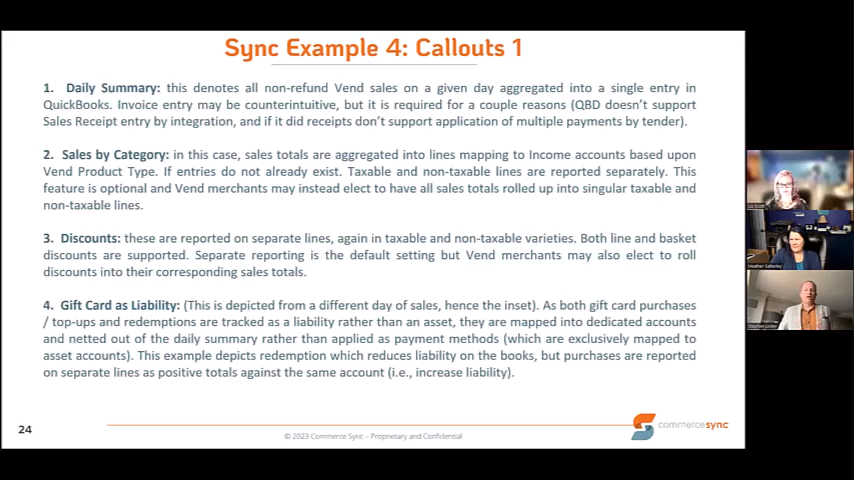 Sync Example 4: Callouts 1
1. Daily Summary: this denotes all non-refund Vend sales on a given day aggregated into a single entry in
QuickBooks. Invoice entry may be counterintuitive, but it is required for a couple reasons (QBD doesn't support
Sales Receipt entry by integration, and if it did receipts don't support application of multiple payments by tender).
2. Sales by Category: in this case, sales totals are aggregated into lines mapping to Income accounts based upon
Vend Product Type. If entries do not already exist. Taxable and non-taxable lines are reported separately. This
feature is optional and Vend merchants may instead elect to have all sales totals rolled up into singular taxable and
non-taxable lines.
3. Discounts: these are reported on separate lines, again in taxable and non-taxable varieties. Both line and basket
discounts are supported. Separate reporting is the default setting but Vend merchants may also elect to roll
discounts into their corresponding sales totals.
4. Gift Card as Liability: (This is depicted from a different day of sales, hence the inset). As both gift card purchases
/ top-ups and redemptions are tracked as a liability rather than an asset, they are mapped into dedicated accounts
and netted out of the daily summary rather than applied as payment methods (which are exclusively mapped to
asset accounts). This example depicts redemption which reduces liability on the books, but purchases are reported
on separate lines as positive totals against the same account (i.e., increase liability).
24
© 2023 Commerce Sync – Proprietary and Confidential
commercesync
Heather Satterley